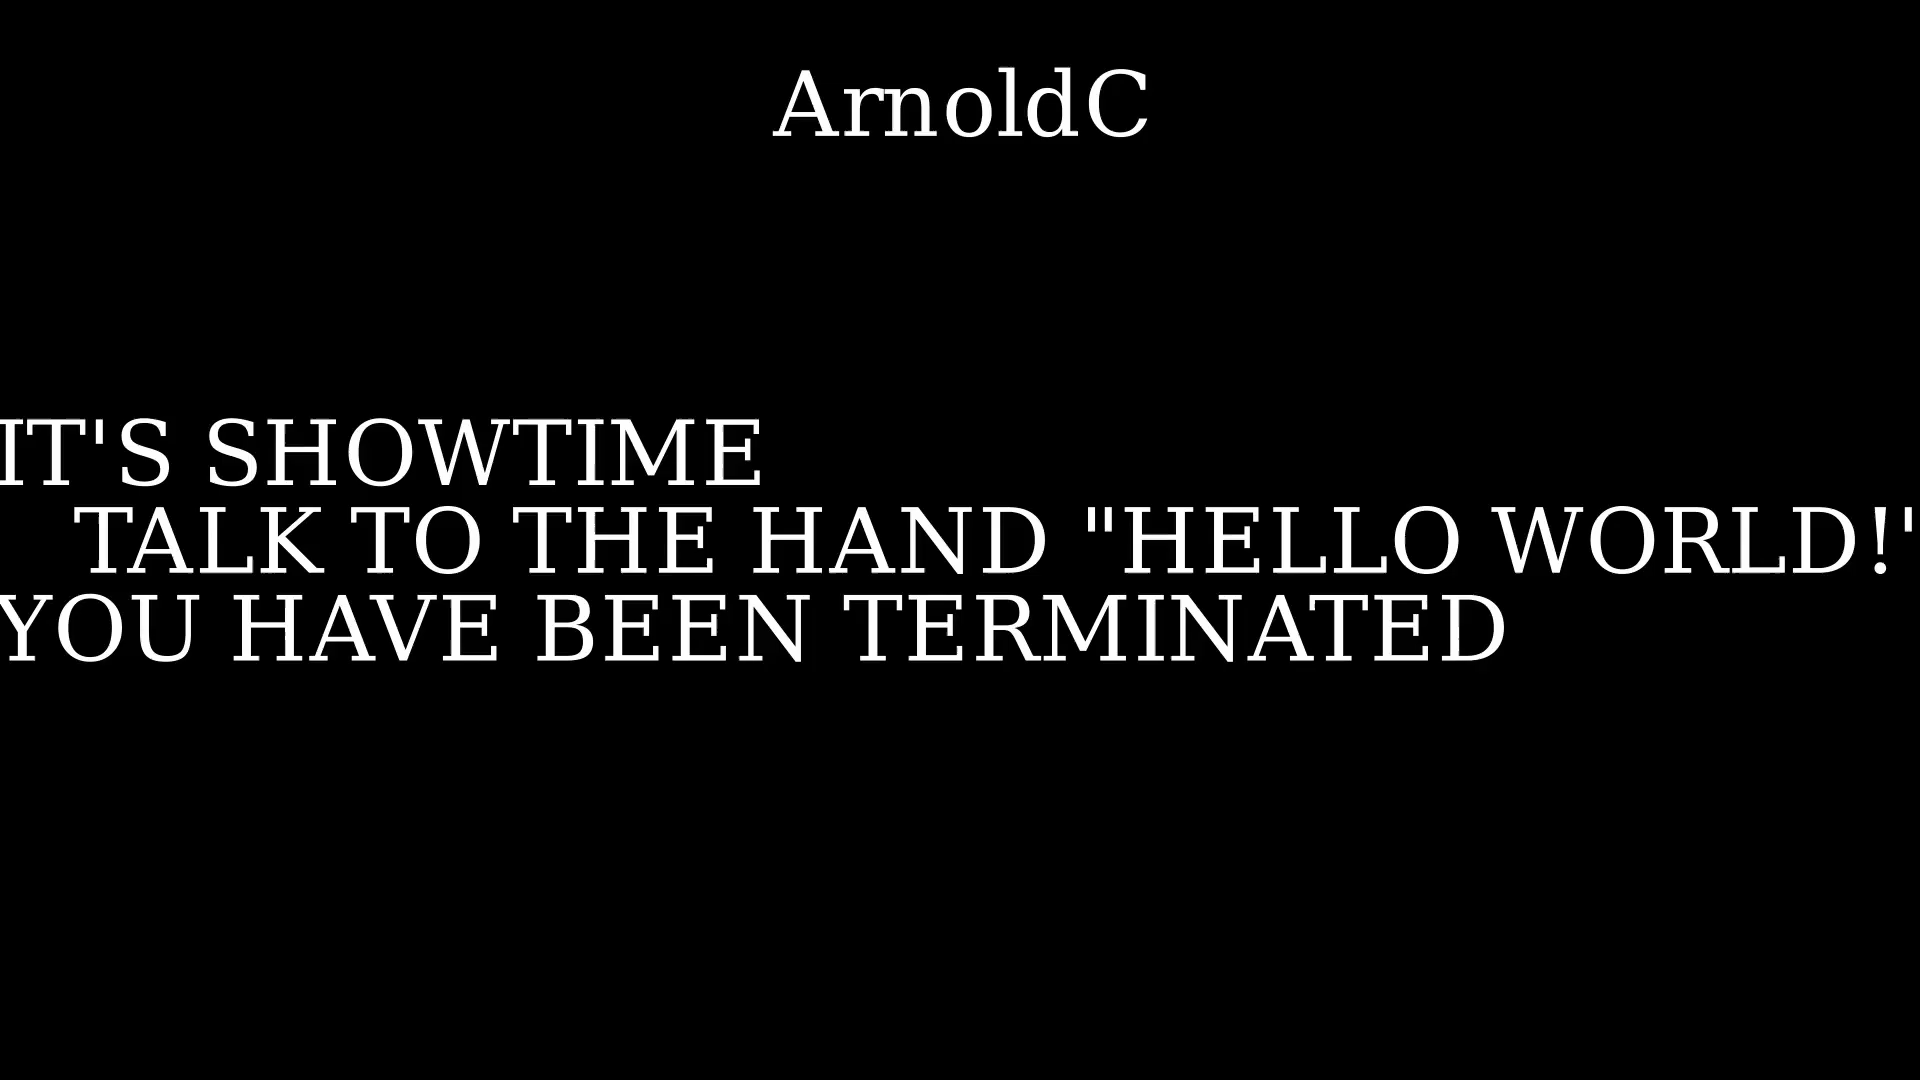 ArnoldC
IT'S SHOWTIME
TALK TO THE HAND "HELLO WORLD!"
YOU HAVE BEEN TERMINATED